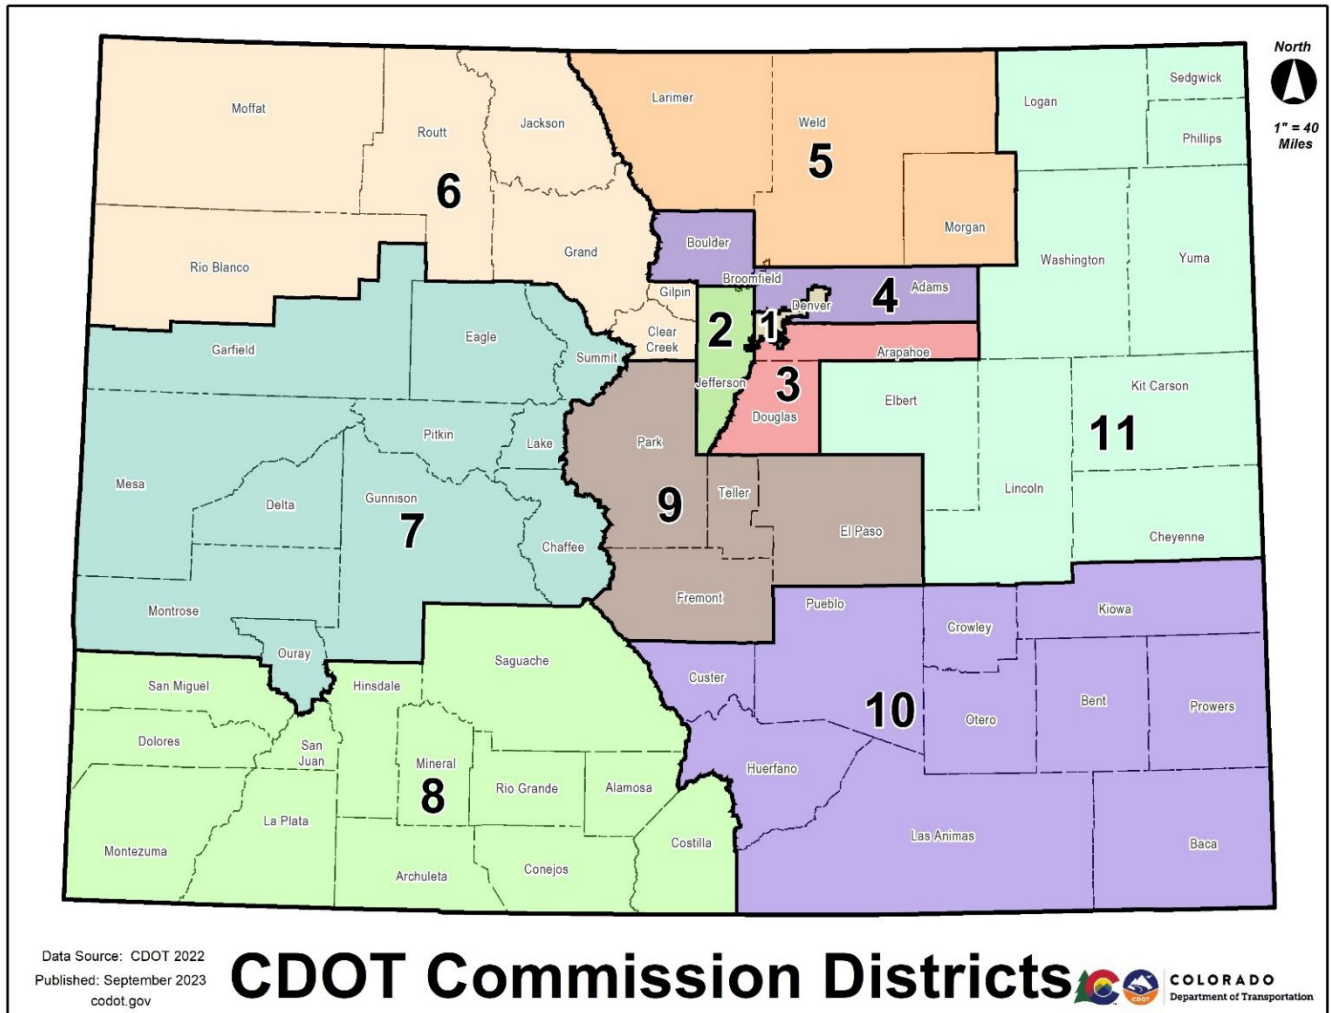 North
1" = 40
Miles
Moffat
Routt
Jackson
Larimer
Weld
Logan
Sedgwick
Phillips
6
5
Rio Blanco
Grand
Boulder
Morgan
Washington
Yuma
Gilpin
Broomfield
Denver
Adams
4
Clear
Creek
2
1
Garfield
Eagle
Summit
Jefferson
Arapahoe
3
Douglas
Elbert
Kit Carson
11
Mesa
Pitkin
Lake
Park
Delta
Gunnison
7
Chaffee
9
Teller
El Paso
Lincoln
Cheyenne
Montrose
Ouray
Fremont
Pueblo
Crowley
Kiowa
San Miguel
Hinsdale
Saguache
Custer
10
Otero
Bent
Prowers
Dolores
San
Juan
Mineral
8
Rio Grande
Alamosa
Huerfano
Montezuma
La Plata
Archuleta
Conejos
Costilla
Las Animas
Baca
Data Source: CDOT 2022
Published: September 2023
codot.gov
CDOT Commission Districts
C
CDOT
COLORADO
Department of Transportation